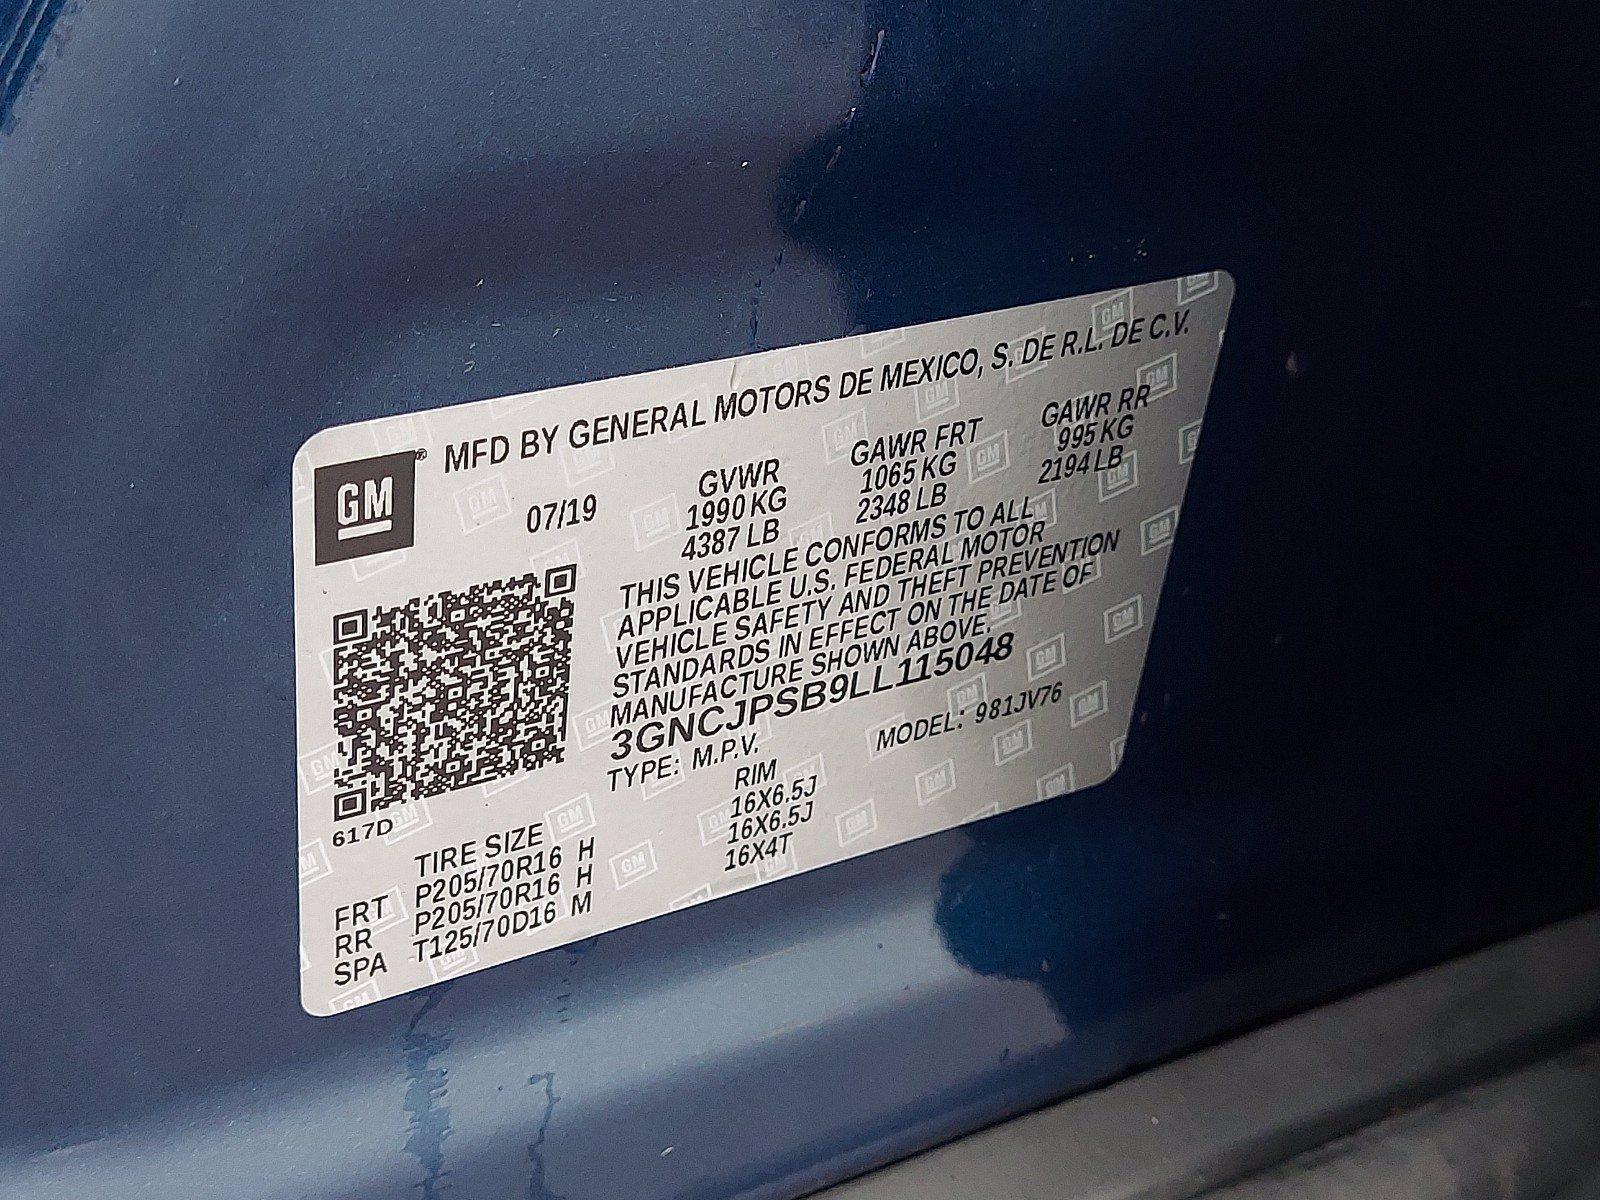 GM® MFD BY GENERAL MOTORS DE MEXICO, S. DE R.L. DE C.V.
07/19 GVWR GAWR FRT GAWR RR
1990 KG 1065 KG 995 KG
4387 LB 2348 LB 2194 LB
THIS VEHICLE CONFORMS TO ALL
APPLICABLE U.S. FEDERAL MOTOR
VEHICLE SAFETY AND THEFT PREVENTION
STANDARDS IN EFFECT ON THE DATE OF
MANUFACTURE SHOWN ABOVE.
3GNCJPSB9LL115048
TYPE: M.P.V. MODEL: 981JV76
617D
TIRE SIZE RIM
FRT P205/70R16 H 16X6.5J
RR P205/70R16 H 16X6.5J
SPA T125/70D16 M 16X4T